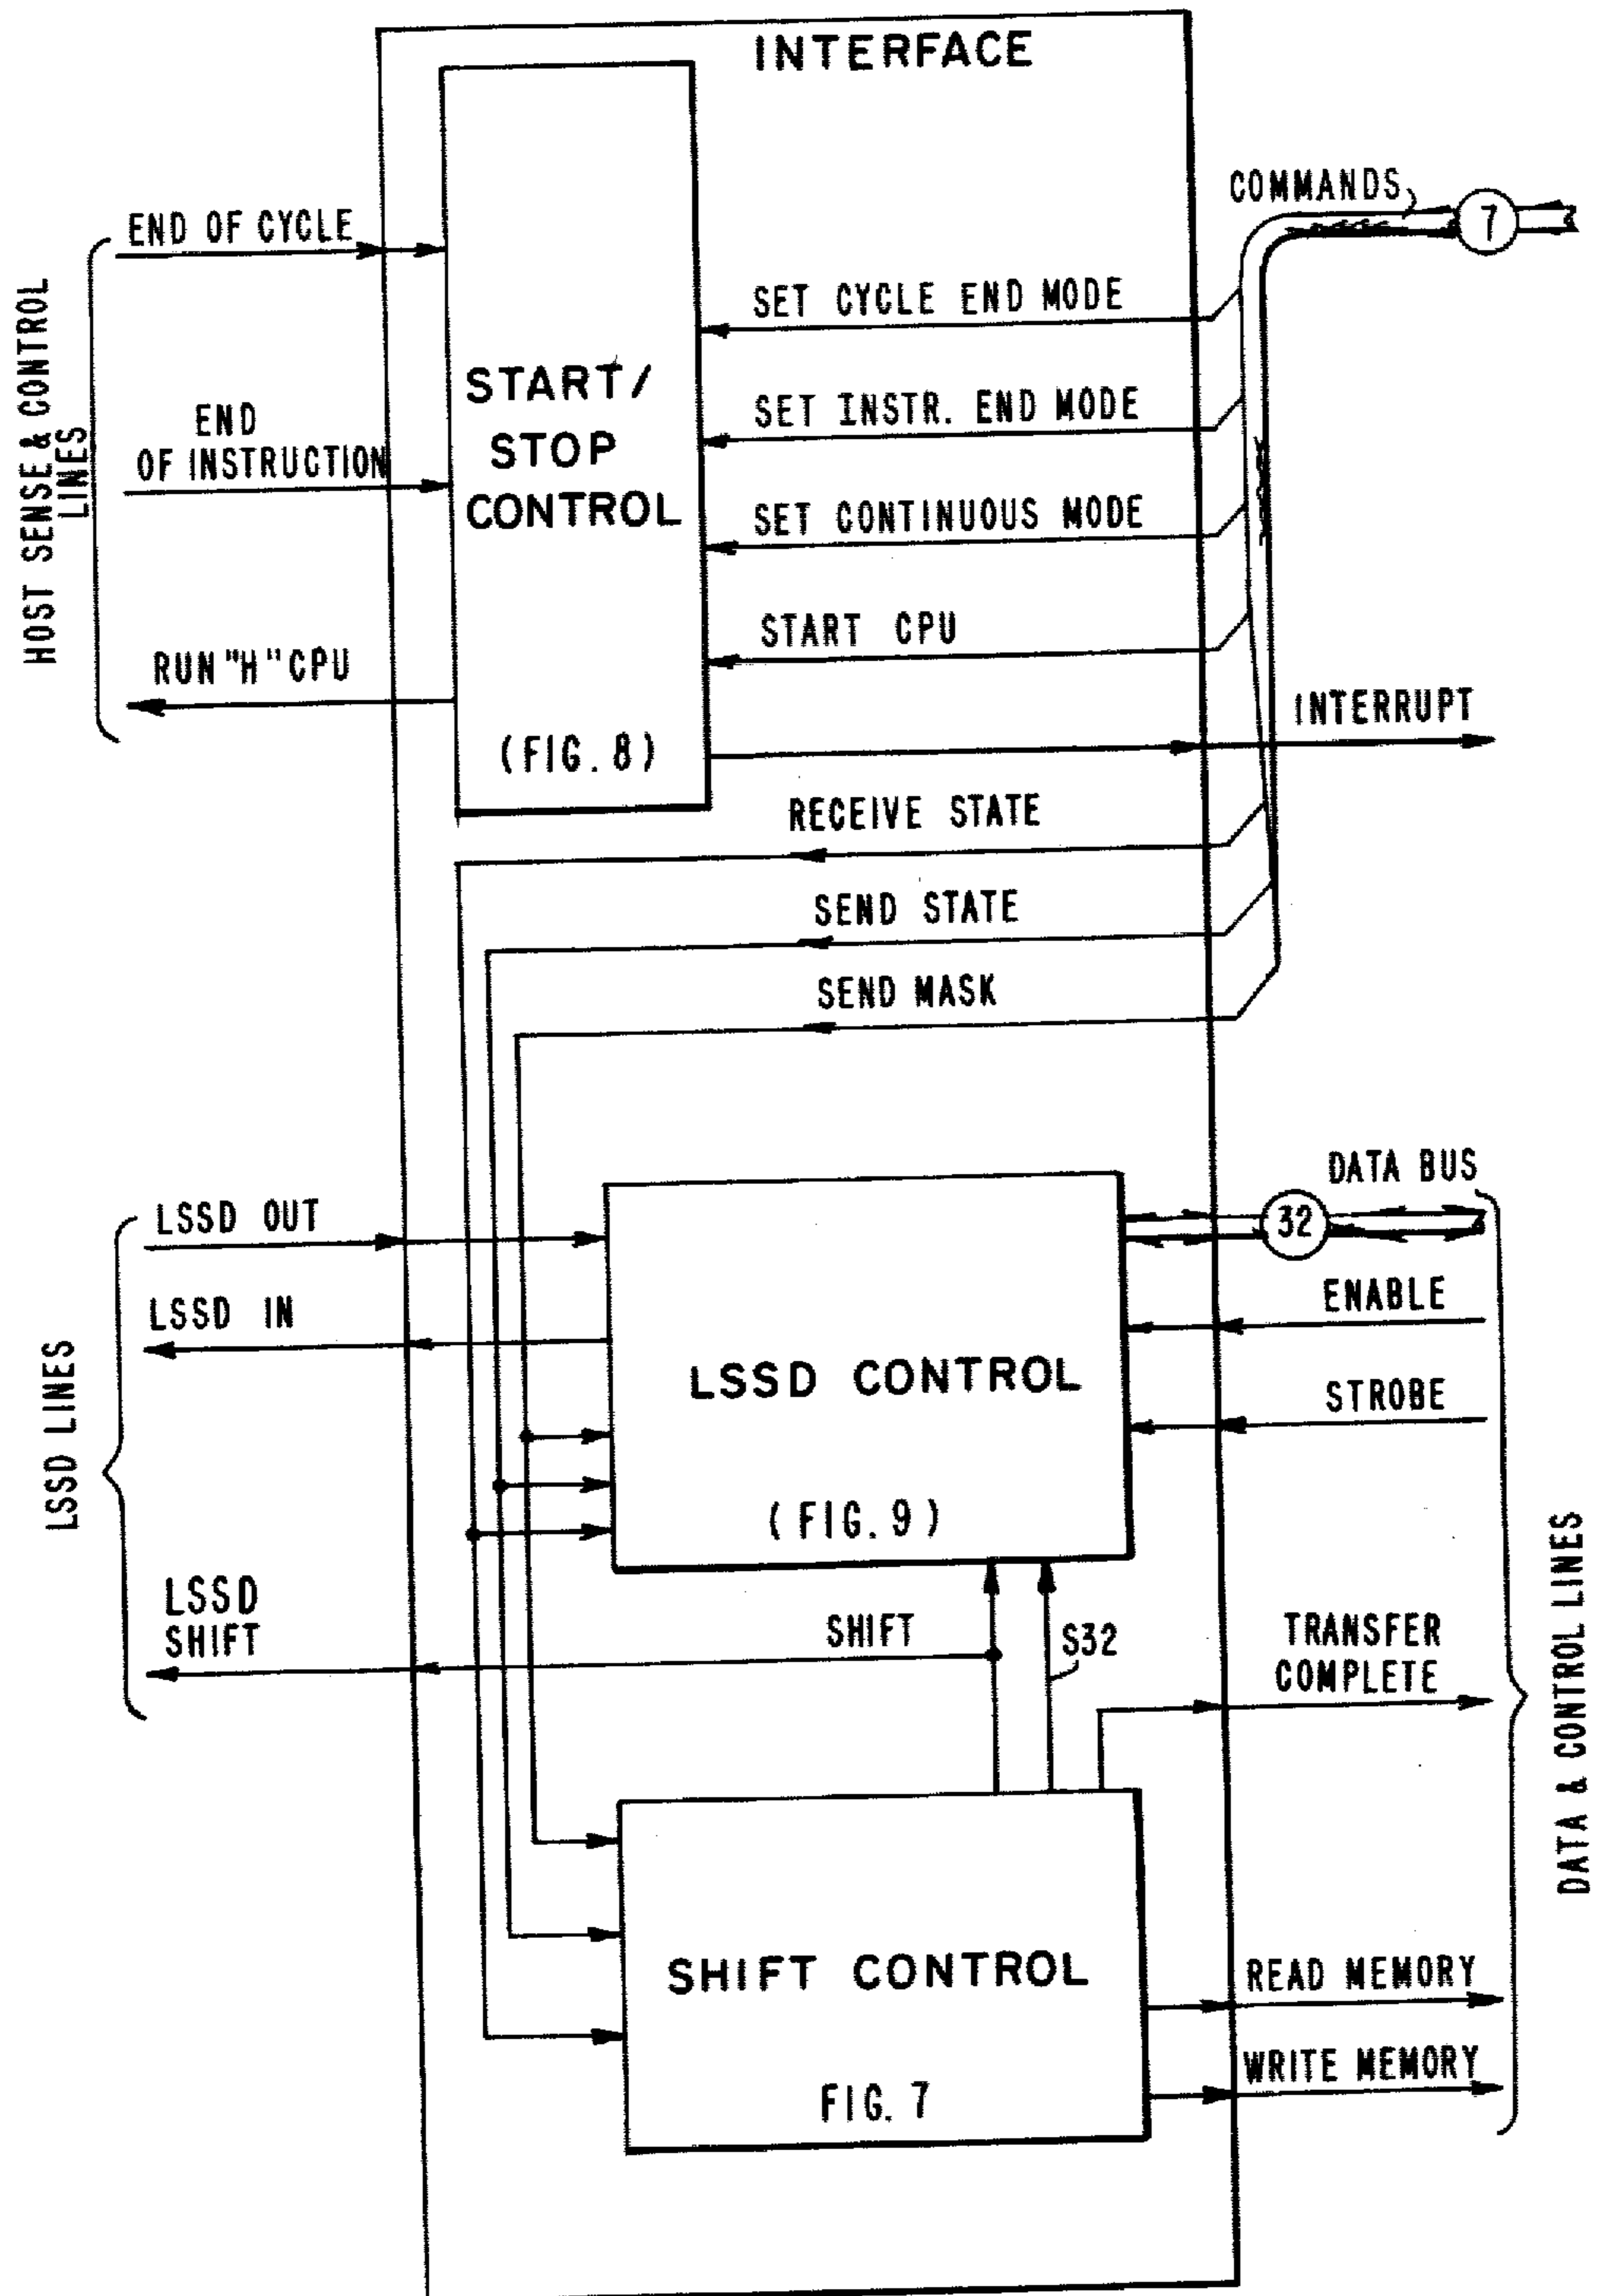 INTERFACE
COMMANDS
7
END OF CYCLE
SET CYCLE END MODE
START/
STOP
CONTROL
(FIG. 8)
SET INSTR. END MODE
END
OF INSTRUCTION
SET CONTINUOUS MODE
HOST SENSE & CONTROL
LINES
START CPU
RUN "H" CPU
INTERRUPT
RECEIVE STATE
SEND STATE
SEND MASK
DATA BUS
32
LSSD OUT
LSSD IN
ENABLE
LSSD CONTROL
(FIG. 9)
STROBE
LSSD LINES
LSSD
SHIFT
SHIFT
S32
TRANSFER
COMPLETE
DATA & CONTROL LINES
SHIFT CONTROL
FIG. 7
READ MEMORY
WRITE MEMORY